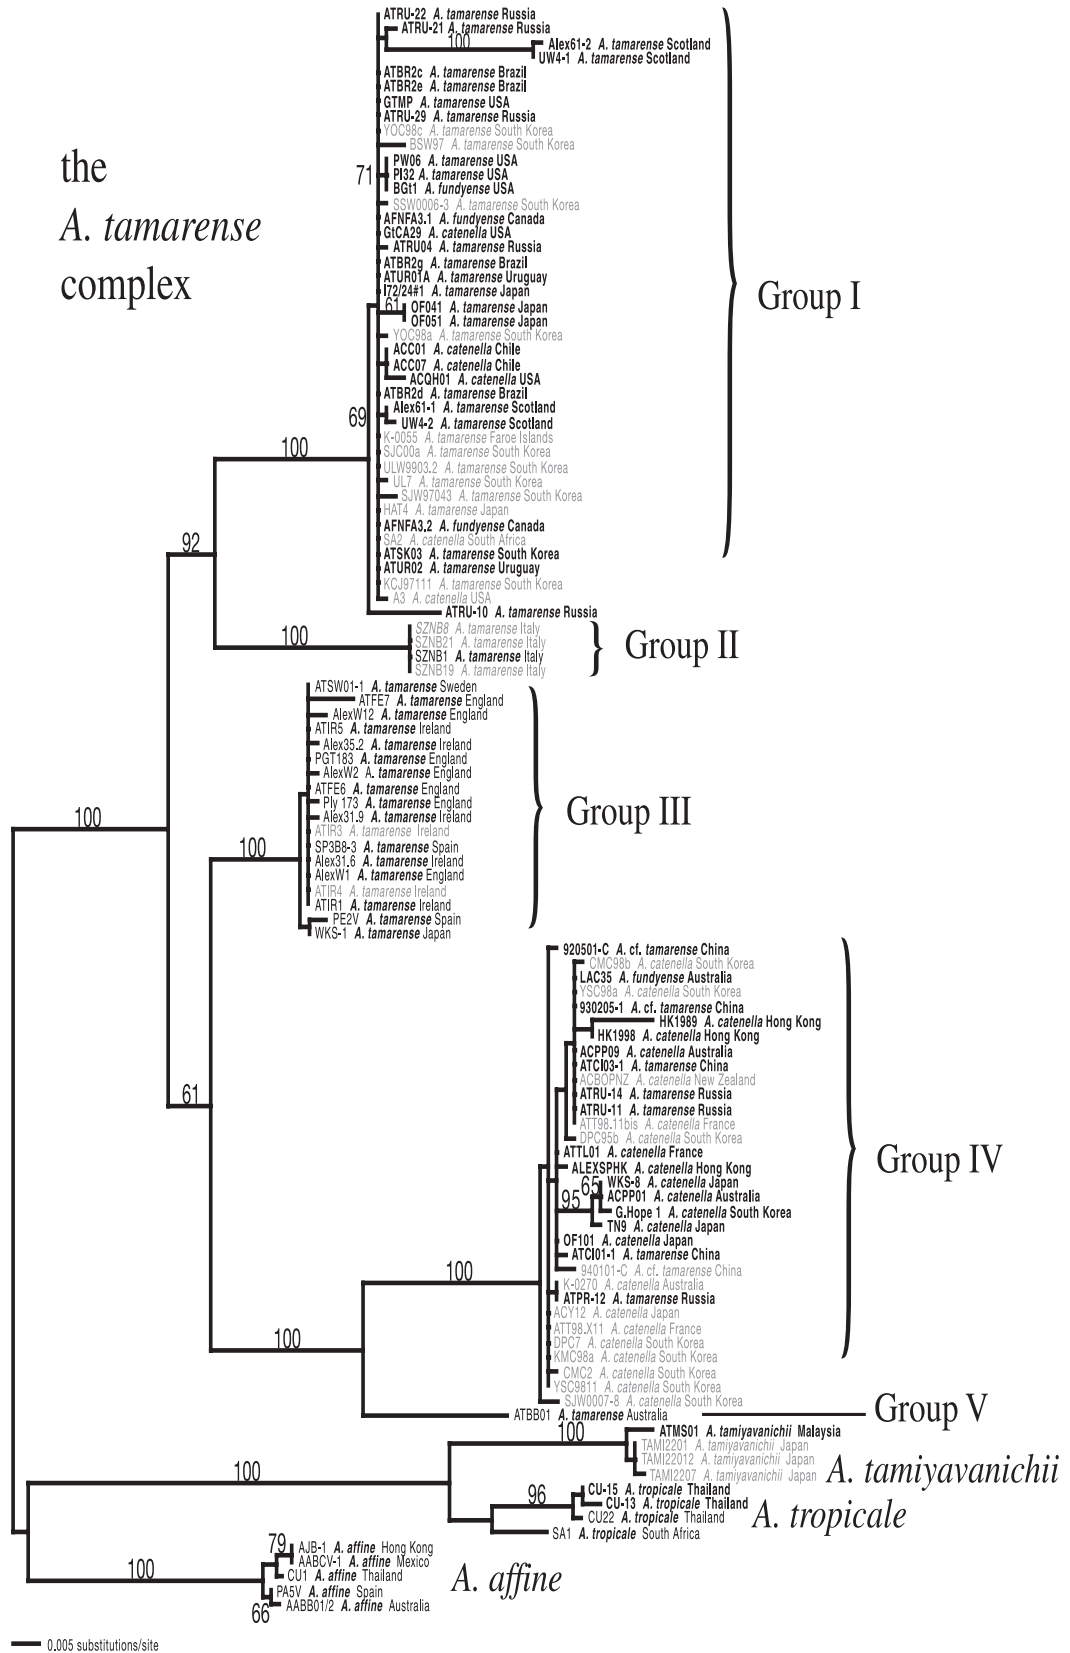 ATRU-22 A. tamarense Russia
ATRU-21 A. tamarense Russia
100
Alex61-2 A. tamarense Scotland
UW4-1 A. tamarense Scotland
ATBR2c A. tamarense Brazil
ATBR2e A. tamarense Brazil
GTMP A. tamarense USA
ATRU-29 A. tamarense Russia
YOC98c A. tamarense South Korea
BSW97 A. tamarense South Korea
the
A. tamarense
complex
71
PW06 A. tamarense USA
PI32 A. tamarense USA
BGt1 A. fundyense USA
SSW0006-3 A. tamarense South Korea
AFNFA3.1 A. fundyense Canada
GtCA29 A. catenella USA
ATRU04 A. tamarense Russia
ATBR2g A. tamarense Brazil
ATUR01A A. tamarense Uruguay
I72/24#1 A. tamarense Japan
Group I
61
OF041 A. tamarense Japan
OF051 A. tamarense Japan
YOC98a A. tamarense South Korea
ACC01 A. catenella Chile
ACC07 A. catenella Chile
ACQH01 A. catenella USA
ATBR2d A. tamarense Brazil
Alex61-1 A. tamarense Scotland
69
UW4-2 A. tamarense Scotland
K-0055 A. tamarense Faroe Islands
100
SJC00a A. tamarense South Korea
ULW9903.2 A. tamarense South Korea
UL7 A. tamarense South Korea
SJW97043 A. tamarense South Korea
HAT4 A. tamarense Japan
AFNFA3.2 A. fundyense Canada
SA2 A. catenella South Africa
92
ATSK03 A. tamarense South Korea
ATUR02 A. tamarense Uruguay
KCJ97111 A. tamarense South Korea
A3 A. catenella USA
ATRU-10 A. tamarense Russia
100
SZNB8 A. tamarense Italy
SZNB21 A. tamarense Italy
SZNB1 A. tamarense Italy
SZNB19 A. tamarense Italy
Group II
ATSW01-1 A. tamarense Sweden
ATFE7 A. tamarense England
AlexW12 A. tamarense England
ATIR5 A. tamarense Ireland
Alex35.2 A. tamarense Ireland
PGT183 A. tamarense England
AlexW2 A. tamarense England
ATFE6 A. tamarense England
Ply 173 A. tamarense England
Alex31.9 A. tamarense Ireland
Group III
100
ATIR3 A. tamarense Ireland
SP3B8-3 A. tamarense Spain
100
Alex31.6 A. tamarense Ireland
AlexW1 A. tamarense England
ATIR4 A. tamarense Ireland
ATIR1 A. tamarense Ireland
PE2V A. tamarense Spain
WKS-1 A. tamarense Japan
920501-C A. cf. tamarense China
CMC98b A. catenella South Korea
LAC35 A. fundyense Australia
YSC98a A. catenella South Korea
930205-1 A. cf. tamarense China
HK1989 A. catenella Hong Kong
HK1998 A. catenella Hong Kong
ACPP09 A. catenella Australia
ATCI03-1 A. tamarense China
ACBOPNZ A. catenella New Zealand
61
ATRU-14 A. tamarense Russia
ATRU-11 A. tamarense Russia
ATT98.11bis A. catenella France
DPC95b A. catenella South Korea
ATTL01 A. catenella France
Group IV
ALEXSPHK A. catenella Hong Kong
65
WKS-8 A. catenella Japan
95
ACPP01 A. catenella Australia
G.Hope 1 A. catenella South Korea
TN9 A. catenella Japan
OF101 A. catenella Japan
ATCI01-1 A. tamarense China
100
940101-C A. cf. tamarense China
K-0270 A. catenella Australia
ATPR-12 A. tamarense Russia
ACY12 A. catenella Japan
ATT98.X11 A. catenella France
100
DPC7 A. catenella South Korea
KMC98a A. catenella South Korea
CMC2 A. catenella South Korea
YSC9811 A. catenella South Korea
SJW0007-8 A. catenella South Korea
ATBB01 A. tamarense Australia
Group V
100
ATMS01 A. tamiyavanichii Malaysia
TAMI2201 A. tamiyavanichii Japan
TAMI22012 A. tamiyavanichii Japan
TAMI2207 A. tamiyavanichii Japan
A. tamiyavanichii
100
96
CU-15 A. tropicale Thailand
CU-13 A. tropicale Thailand
CU22 A. tropicale Thailand
SA1 A. tropicale South Africa
A. tropicale
79
AJB-1 A. affine Hong Kong
AABCV-1 A. affine Mexico
100
CU1 A. affine Thailand
PA5V A. affine Spain
66
AABB01/2 A. affine Australia
A. affine
0.005 substitutions/site